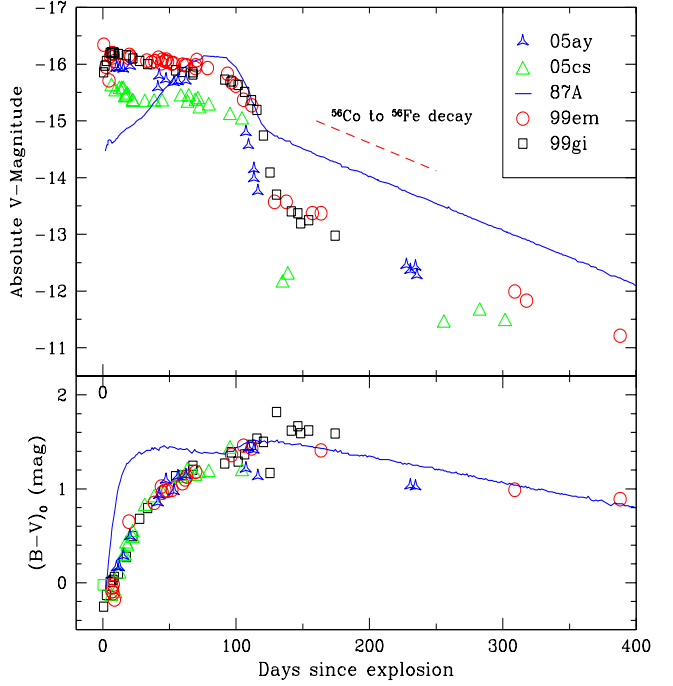 −17
−16
−15
−14
−13
−12
−11
Absolute V−Magnitude
05ay
05cs
87A
99em
99gi
⁵⁶Co to ⁵⁶Fe decay
0
2
1
0
(B−V)₀ (mag)
0 100 200 300 400
Days since explosion